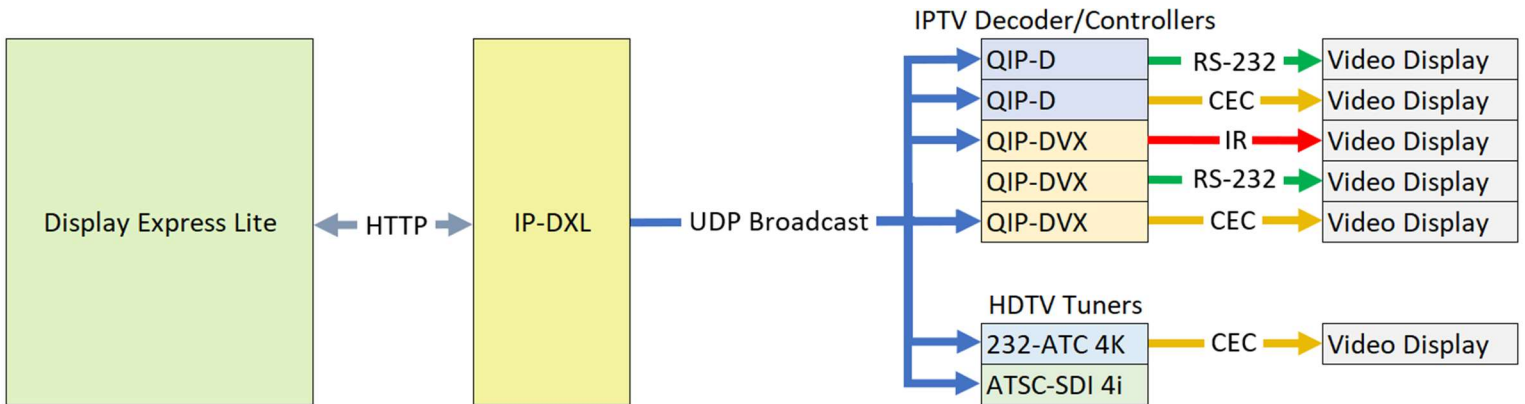 IPTV Decoder/Controllers
QIP-D RS-232 Video Display
QIP-D CEC Video Display
QIP-DVX IR Video Display
QIP-DVX RS-232 Video Display
Display Express Lite HTTP IP-DXL UDP Broadcast QIP-DVX CEC Video Display
HDTV Tuners
232-ATC 4K CEC Video Display
ATSC-SDI 4i